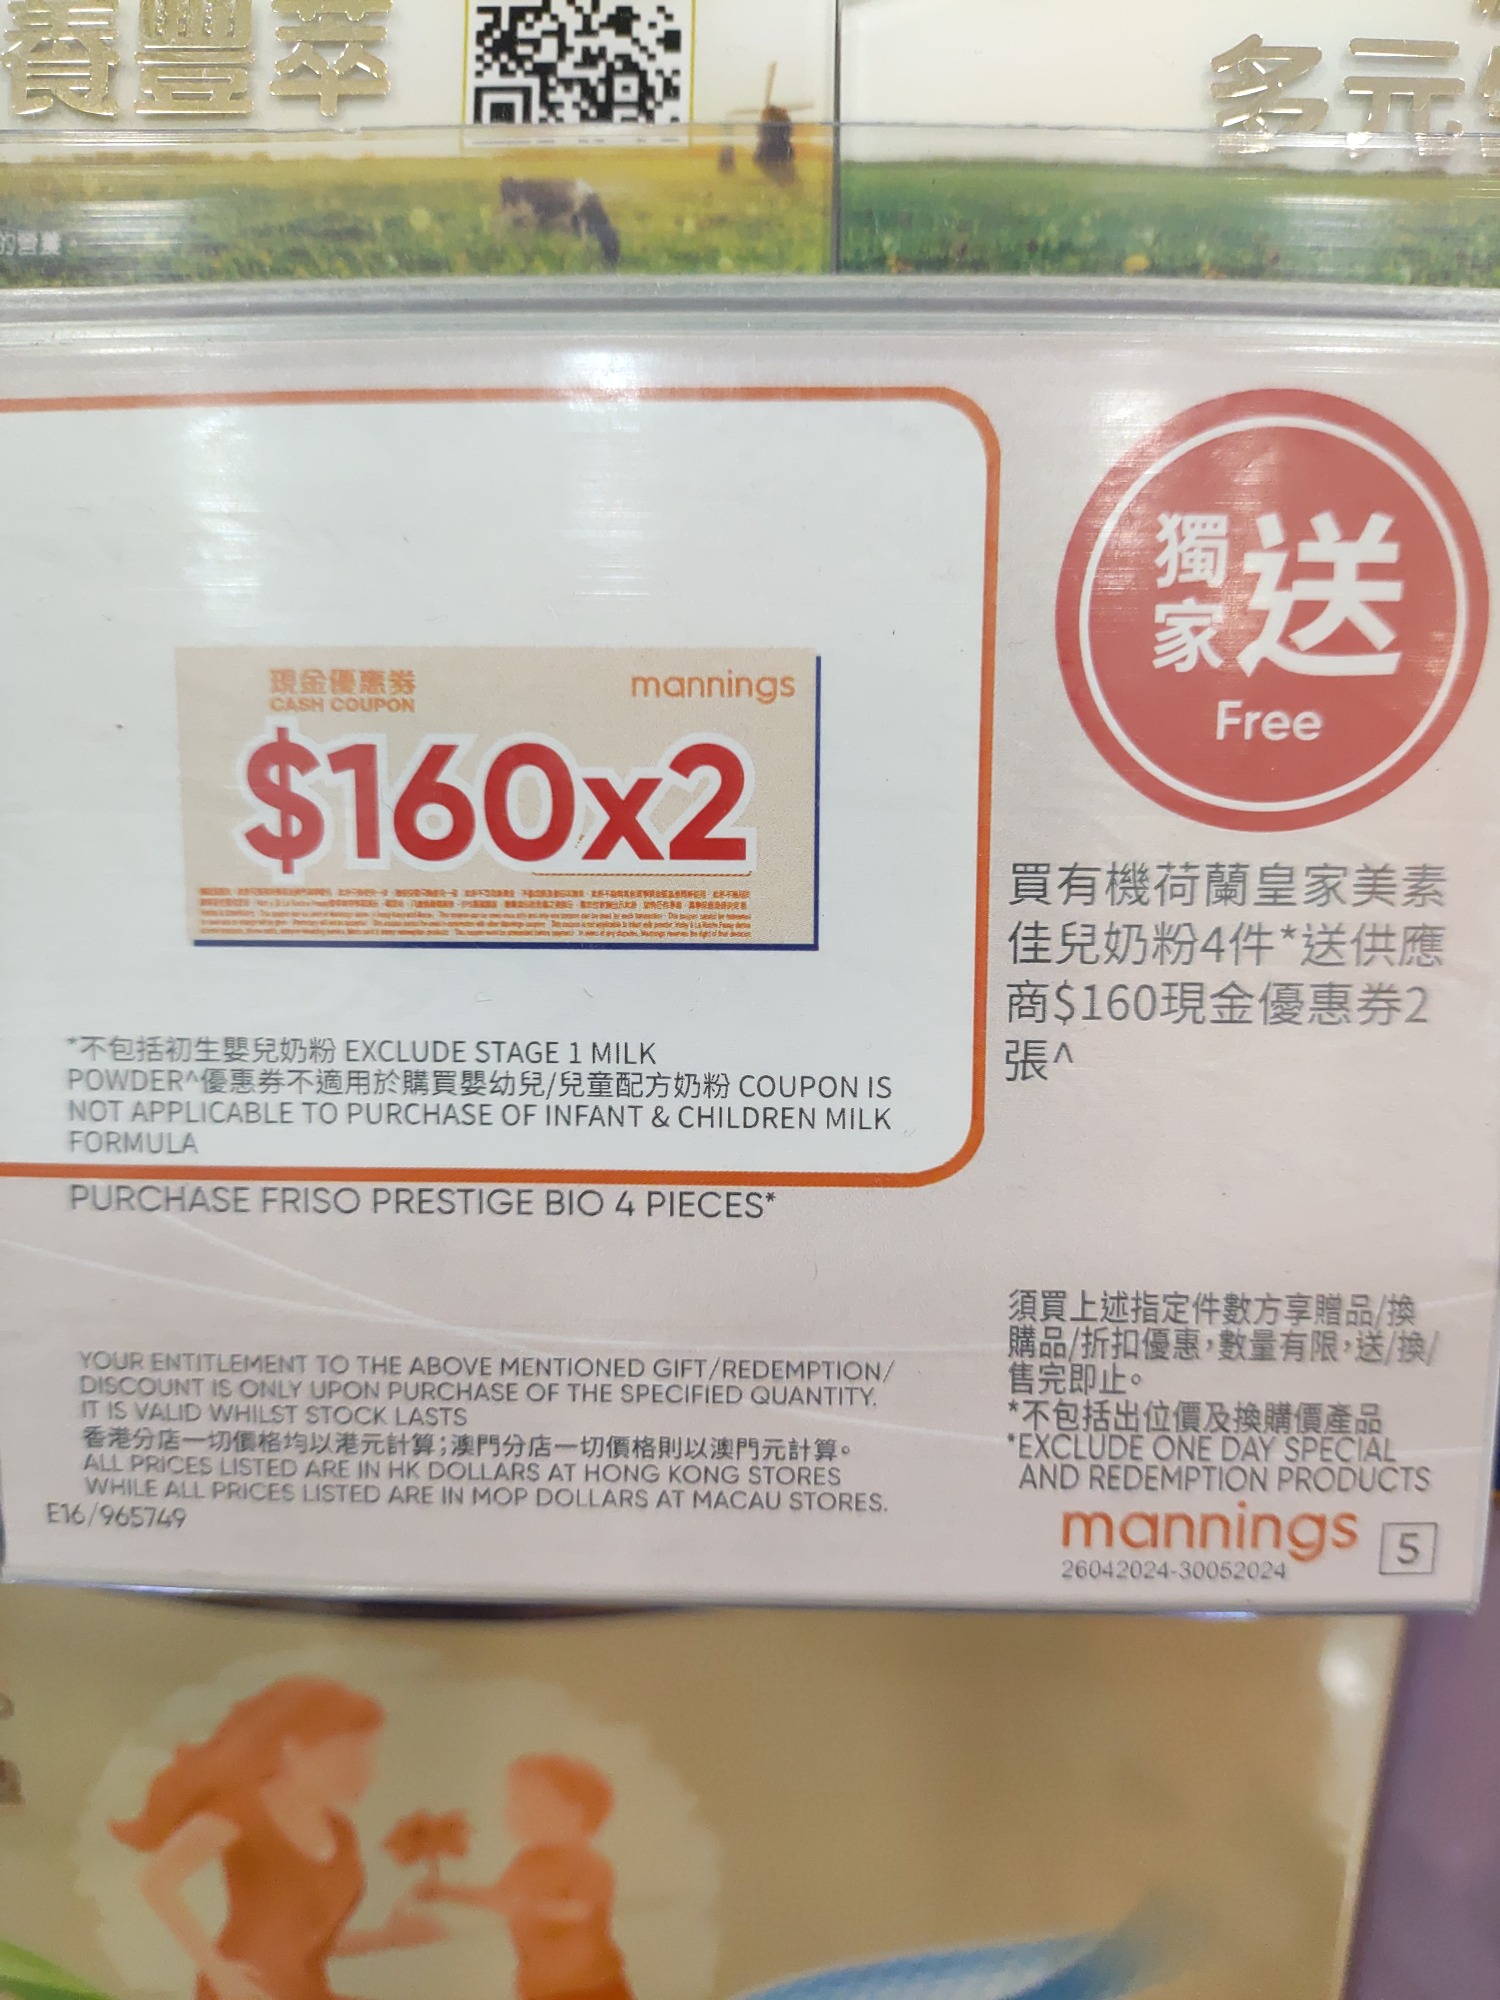 養豐萃
多元
的營業
獨家
送
Free
現金優惠券
CASH COUPON
mannings
$160x2
買有機荷蘭皇家美素
佳兒奶粉4件*送供應
商$160現金優惠券2
張^
*不包括初生嬰兒奶粉 EXCLUDE STAGE 1 MILK
POWDER^優惠券不適用於購買嬰幼兒/兒童配方奶粉 COUPON IS
NOT APPLICABLE TO PURCHASE OF INFANT & CHILDREN MILK
FORMULA
PURCHASE FRISO PRESTIGE BIO 4 PIECES*
YOUR ENTITLEMENT TO THE ABOVE MENTIONED GIFT/REDEMPTION/
DISCOUNT IS ONLY UPON PURCHASE OF THE SPECIFIED QUANTITY.
IT IS VALID WHILST STOCK LASTS
香港分店一切價格均以港元計算;澳門分店一切價格則以澳門元計算。
ALL PRICES LISTED ARE IN HK DOLLARS AT HONG KONG STORES
WHILE ALL PRICES LISTED ARE IN MOP DOLLARS AT MACAU STORES.
E16/965749
須買上述指定件數方享贈品/換
購品/折扣優惠,數量有限,送/換/
售完即止。
*不包括出位價及換購價產品
*EXCLUDE ONE DAY SPECIAL
AND REDEMPTION PRODUCTS
mannings 5
26042024-30052024